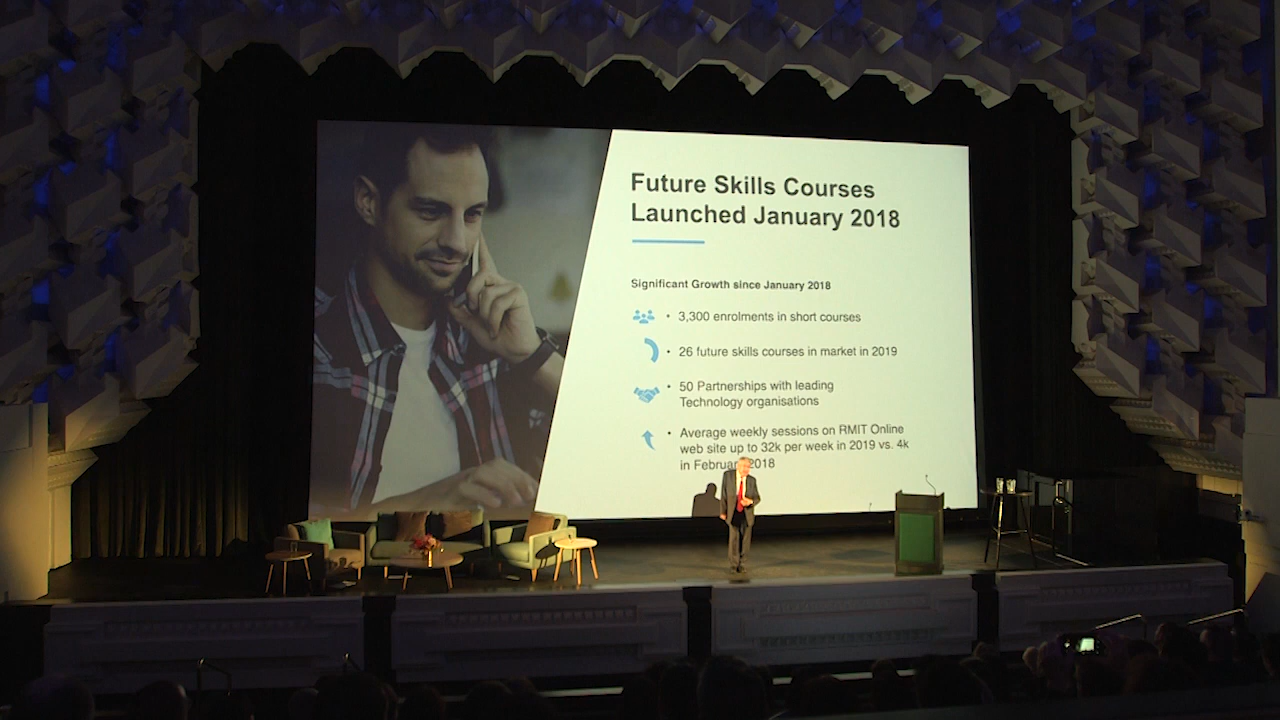 Future Skills Courses
Launched January 2018
Significant Growth since January 2018
• 3,300 enrolments in short courses
• 26 future skills courses in market in 2019
• 50 Partnerships with leading
Technology organisations
• Average weekly sessions on RMIT Online
web site up to 32k per week in 2019 vs. 4k
in February 2018